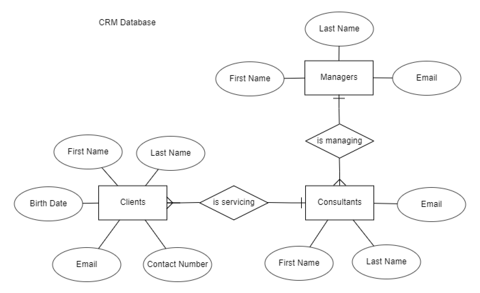 CRM Database
Last Name
First Name
Managers
Email
is managing
First Name
Last Name
Birth Date
Clients
is servicing
Consultants
Email
Email
Contact Number
First Name
Last Name